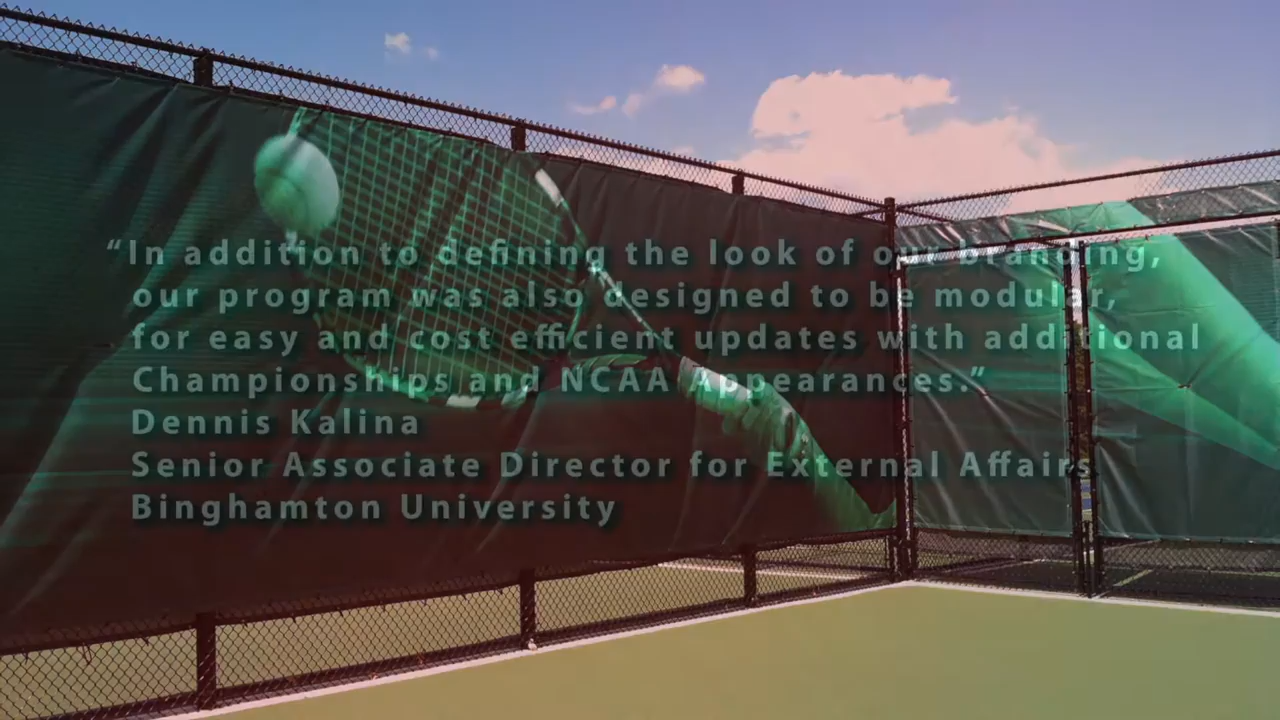 “In addition to defining the look of our branding,
our program was also designed to be modular,
for easy and cost efficient updates with additional
Championships and NCAA Appearances.”
Dennis Kalina
Senior Associate Director for External Affairs
Binghamton University